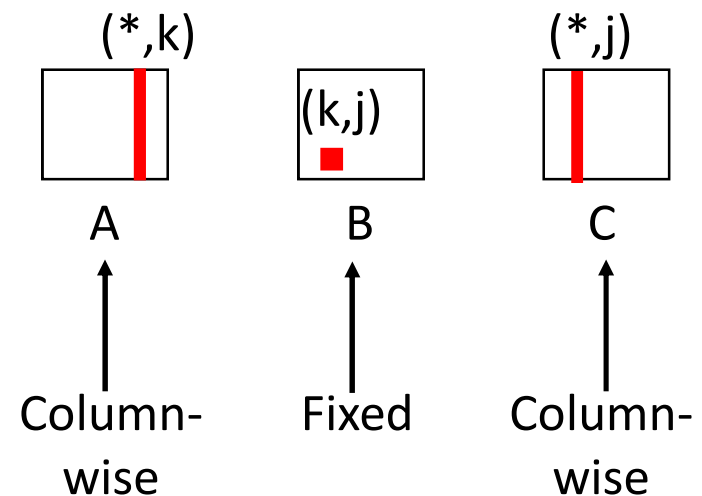 (*,k)
(*,j)
(k,j)
A
B
C
Column-
wise
Fixed
Column-
wise